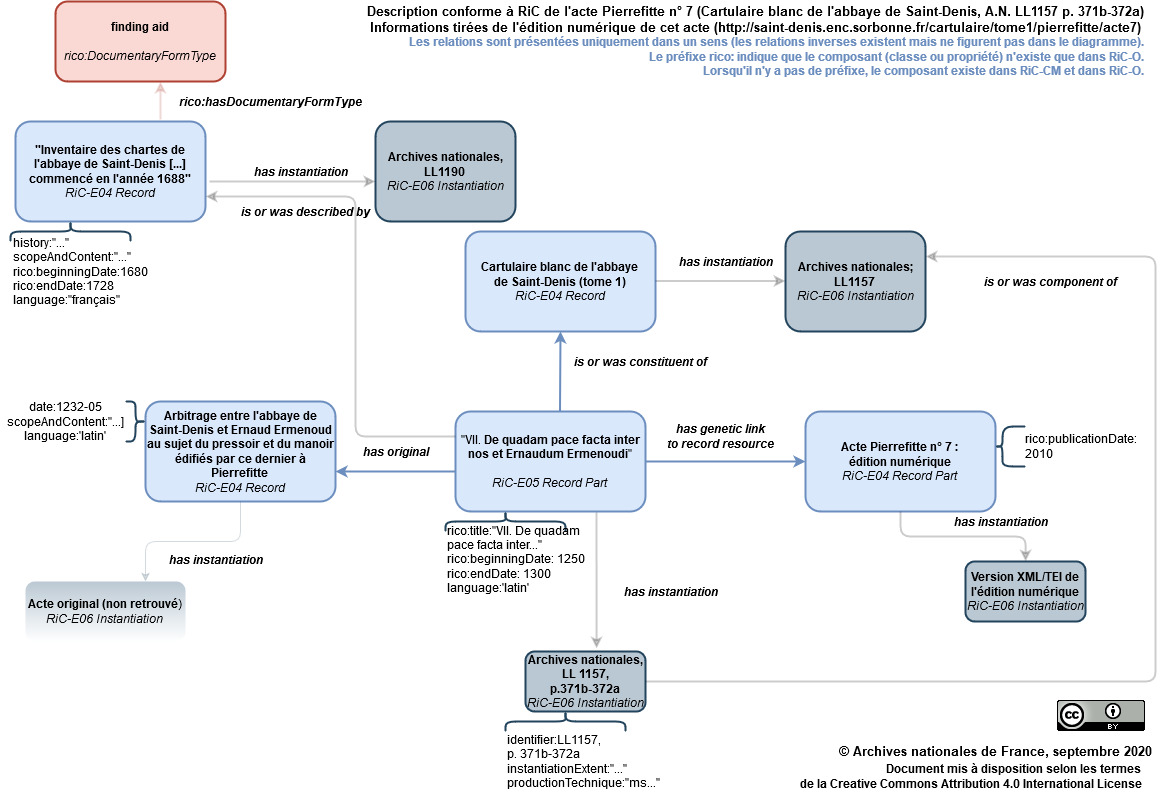 Description conforme à RiC de l'acte Pierrefitte n° 7 (Cartulaire blanc de l'abbaye de Saint-Denis, A.N. LL1157 p. 371b-372a)
Informations tirées de l'édition numérique de cet acte (http://saint-denis.enc.sorbonne.fr/cartulaire/tome1/pierrefitte/acte7)
Les relations sont présentées uniquement dans un sens (les relations inverses existent mais ne figurent pas dans le diagramme).
Le préfixe rico: indique que le composant (classe ou propriété) n'existe que dans RiC-O.
Lorsqu'il n'y a pas de préfixe, le composant existe dans RiC-CM et dans RiC-O.
finding aid
rico:DocumentaryFormType
rico:hasDocumentaryFormType
"Inventaire des chartes de
l'abbaye de Saint-Denis [...]
commencé en l'année 1688"
RiC-E04 Record
has instantiation
Archives nationales,
LL1190
RiC-E06 Instantiation
is or was described by
history:"..."
scopeAndContent:"..."
rico:beginningDate:1680
rico:endDate:1728
language:"français"
Cartulaire blanc de l'abbaye
de Saint-Denis (tome 1)
RiC-E04 Record
has instantiation
Archives nationales;
LL1157
RiC-E06 Instantiation
is or was component of
is or was constituent of
date:1232-05
scopeAndContent:"...]
language:'latin'
Arbitrage entre l'abbaye de
Saint-Denis et Ernaud Ermenoud
au sujet du pressoir et du manoir
édifiés par ce dernier à
Pierrefitte
RiC-E04 Record
has original
"VII. De quadam pace facta inter
nos et Ernaudum Ermenoudi"
RiC-E05 Record Part
has genetic link
to record resource
Acte Pierrefitte n° 7 :
édition numérique
RiC-E04 Record Part
rico:publicationDate:
2010
rico:title:"VII. De quadam
pace facta inter..."
rico:beginningDate: 1250
rico:endDate: 1300
language:'latin'
has instantiation
Acte original (non retrouvé)
RiC-E06 Instantiation
has instantiation
has instantiation
Version XML/TEI de
l'édition numérique
RiC-E06 Instantiation
Archives nationales,
LL 1157,
p.371b-372a
RiC-E06 Instantiation
identifier:LL1157,
p. 371b-372a
instantiationExtent:"..."
productionTechnique:"ms..."
cc
BY
© Archives nationales de France, septembre 2020
Document mis à disposition selon les termes
de la Creative Commons Attribution 4.0 International License